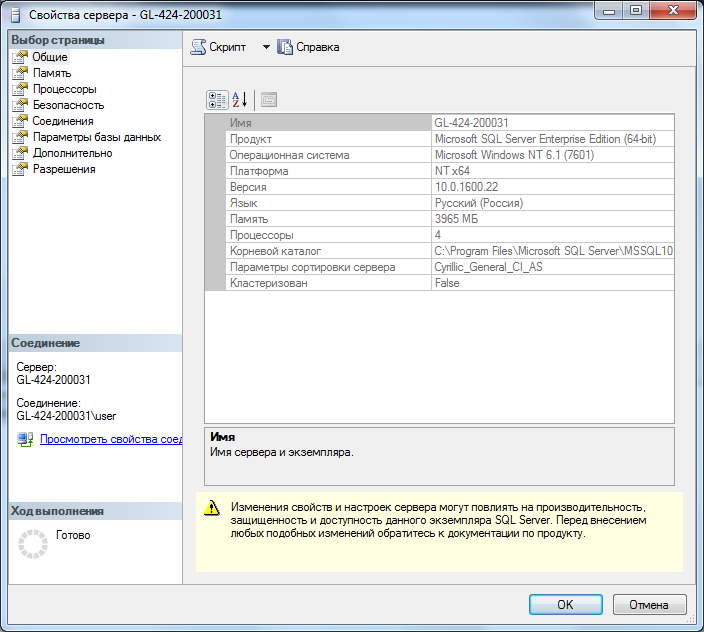 Свойства сервера - GL-424-200031
Выбор страницы
Общие
Память
Процессоры
Безопасность
Соединения
Параметры базы данных
Дополнительно
Разрешения
Соединение
Сервер:
GL-424-200031
Соединение:
GL-424-200031\user
Просмотреть свойства соед
Ход выполнения
Готово
Скрипт Справка
Имя GL-424-200031
Продукт Microsoft SQL Server Enterprise Edition (64-bit)
Операционная система Microsoft Windows NT 6.1 (7601)
Платформа NT x64
Версия 10.0.1600.22
Язык Русский (Россия)
Память 3965 МБ
Процессоры 4
Корневой каталог C:\Program Files\Microsoft SQL Server\MSSQL10
Параметры сортировки сервера Cyrillic_General_CI_AS
Кластеризован False
Имя
Имя сервера и экземпляра.
Изменения свойств и настроек сервера могут повлиять на производительность,
защищенность и доступность данного экземпляра SQL Server. Перед внесением
любых подобных изменений обратитесь к документации по продукту.
OK Отмена